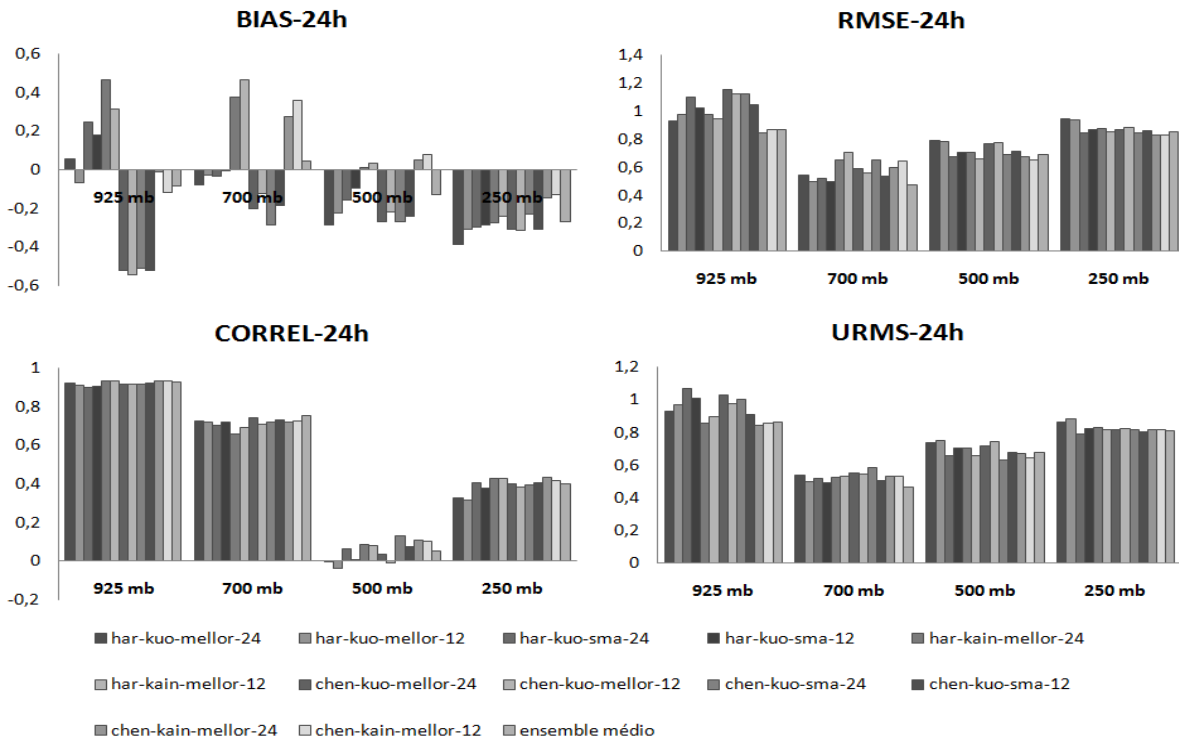 BIAS-24h
0,6
0,4
0,2
0
-0,2
-0,4
-0,6
925 mb 700 mb 500 mb 250 mb
RMSE-24h
1,4
1,2
1
0,8
0,6
0,4
0,2
0
925 mb 700 mb 500 mb 250 mb
CORREL-24h
1
0,8
0,6
0,4
0,2
0
-0,2
925 mb 700 mb 500 mb 250 mb
URMS-24h
1,2
1
0,8
0,6
0,4
0,2
0
925 mb 700 mb 500 mb 250 mb
har-kuo-mellor-24 har-kuo-mellor-12 har-kuo-sma-24 har-kuo-sma-12 har-kain-mellor-24
har-kain-mellor-12 chen-kuo-mellor-24 chen-kuo-mellor-12 chen-kuo-sma-24 chen-kuo-sma-12
chen-kain-mellor-24 chen-kain-mellor-12 ensemble médio